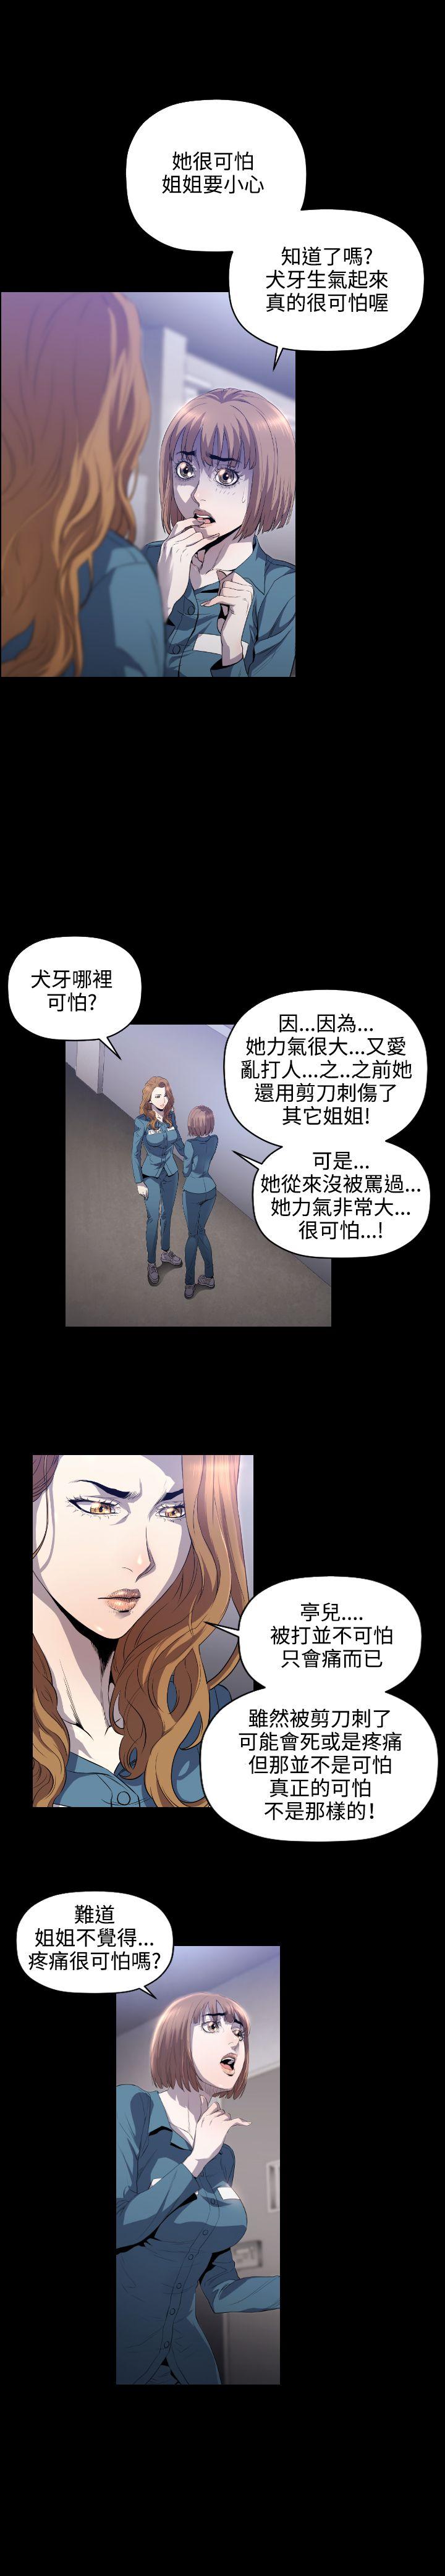 她很可怕
姐姐要小心
知道了嗎?
犬牙生氣起來
真的很可怕喔
犬牙哪裡
可怕?
因...因為...
她力氣很大...又愛
亂打人...之..之前她
還用剪刀刺傷了
其它姐姐!
可是...
她從來沒被罵過...
她力氣非常大...
很可怕...!
亭兒....
被打並不可怕
只會痛而已
雖然被剪刀刺了
可能會死或是疼痛
但那並不是可怕
真正的可怕
不是那樣的!
難道
姐姐不覺得...
疼痛很可怕嗎?